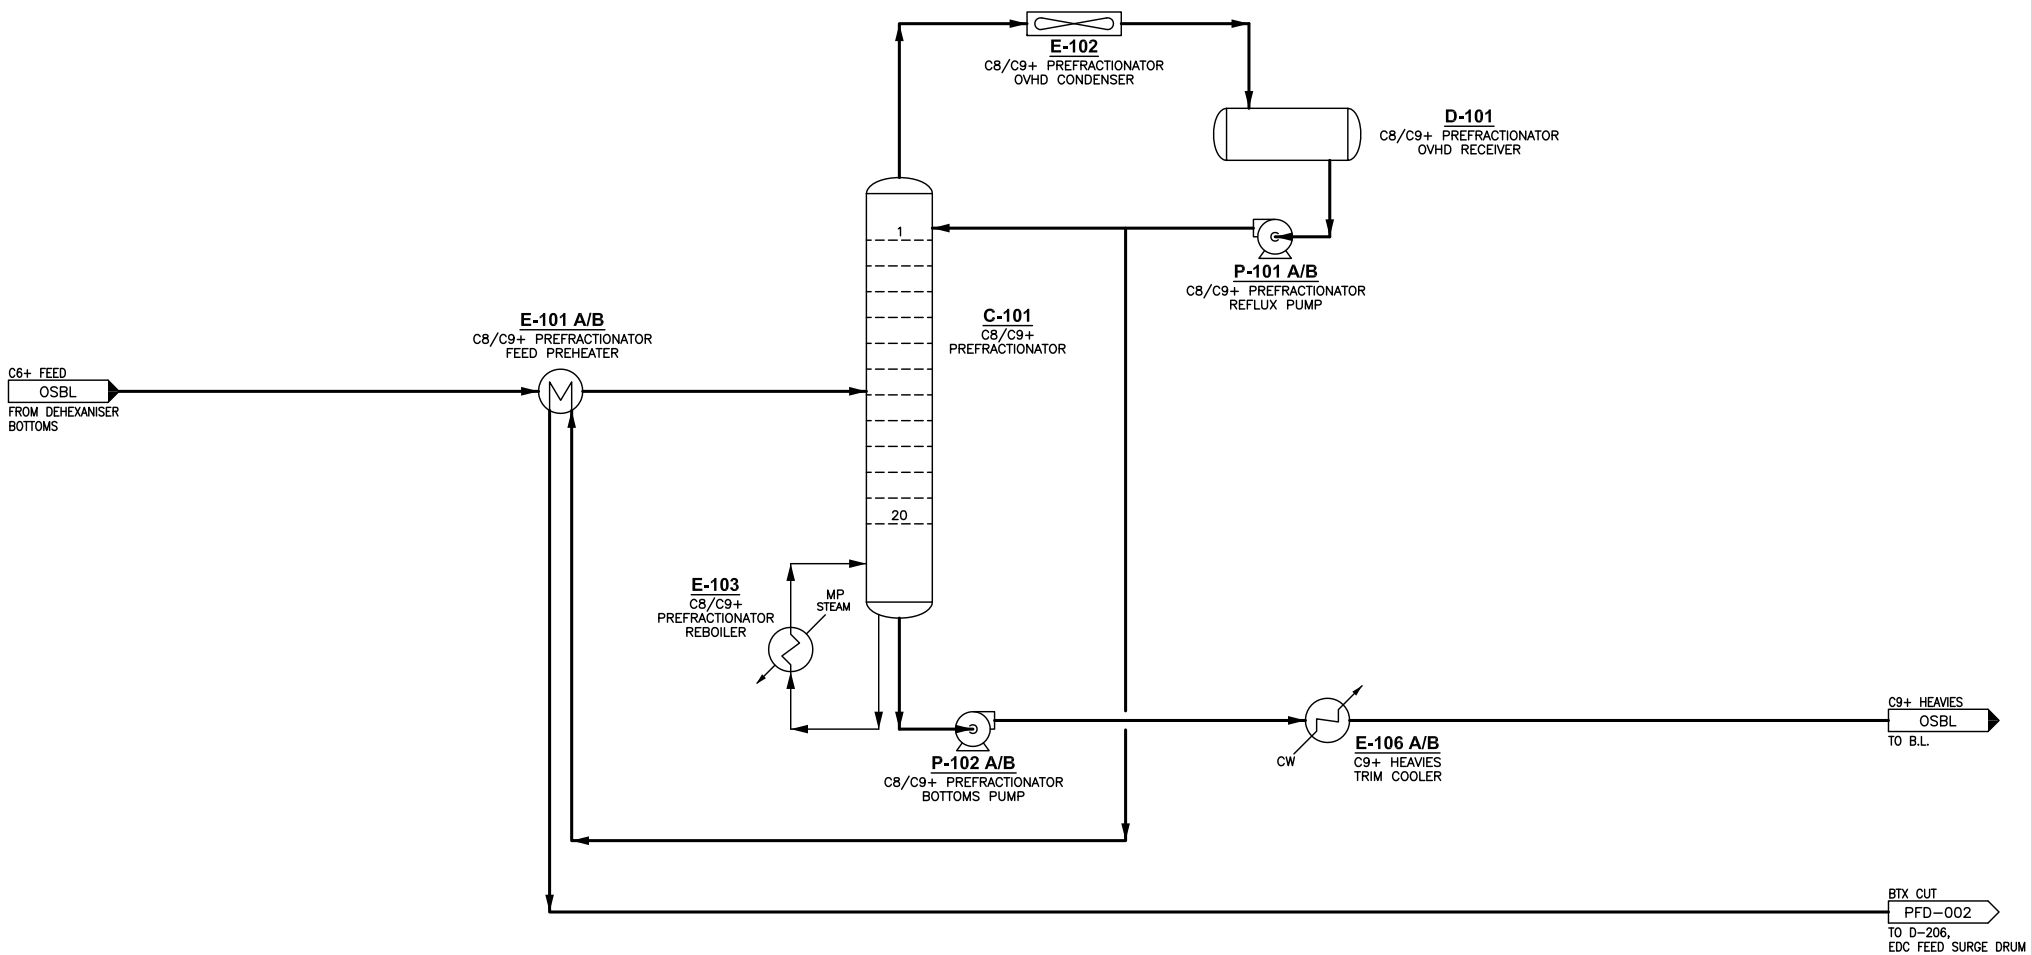 E-102
C8/C9+ PREFRACTIONATOR
OVHD CONDENSER
D-101
C8/C9+ PREFRACTIONATOR
OVHD RECEIVER
1
P-101 A/B
C8/C9+ PREFRACTIONATOR
REFLUX PUMP
E-101 A/B
C8/C9+ PREFRACTIONATOR
FEED PREHEATER
C-101
C8/C9+
PREFRACTIONATOR
C6+ FEED
OSBL
FROM DEHEXANISER
BOTTOMS
20
E-103
C8/C9+
PREFRACTIONATOR
REBOILER
MP
STEAM
P-102 A/B
C8/C9+ PREFRACTIONATOR
BOTTOMS PUMP
CW
E-106 A/B
C9+ HEAVIES
TRIM COOLER
C9+ HEAVIES
OSBL
TO B.L.
BTX CUT
PFD-002
TO D-206,
EDC FEED SURGE DRUM